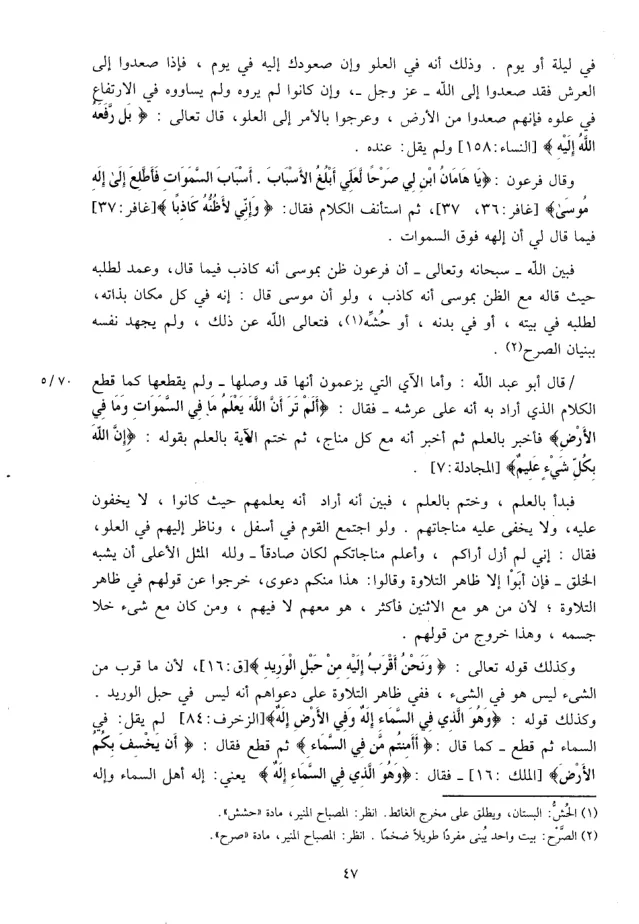 في ليلة أو يوم . وذلك أنه في العلو وإن صعودك إليه في يوم ، فإذا صعدوا إلى
العرش فقد صعدوا إلى الله ـ عز وجل ـ، وإن كانوا لم يروه ولم يساووه في الارتفاع
في علوه فإنهم صعدوا من الأرض ، وعرجوا بالأمر إلى العلو، قال تعالى : ﴿ بَل رَّفَعَهُ
اللَّهُ إِلَيْهِ ﴾ [النساء:١٥٨] ولم يقل: عنده .
وقال فرعون : ﴿يَا هَامَانُ ابْنِ لِي صَرْحًا لَّعَلِّي أَبْلُغُ الأَسْبَابَ . أَسْبَابَ السَّمَوَاتِ فَأَطَّلِعَ إِلَىٰ إِلَهِ
مُوسَىٰ﴾ [غافر:٣٦، ٣٧]، ثم استأنف الكلام فقال: ﴿ وَإِنِّي لأَظُنُّهُ كَاذِبًا ﴾[غافر:٣٧]
فيما قال لي أن إلهه فوق السموات .
فبين الله ـ سبحانه وتعالى ـ أن فرعون ظن بموسى أنه كاذب فيما قال، وعمد لطلبه
حيث قاله مع الظن بموسى أنه كاذب ، ولو أن موسى قال : إنه في كل مكان بذاته،
لطلبه في بيته ، أو في بدنه ، أو حشه(١)، فتعالى الله عن ذلك ، ولم يجهد نفسه
ببنيان الصرح(٢) .
/ قال أبو عبد الله : وأما الآي التي يزعمون أنها قد وصلها ـ ولم يقطعها كما قطع ٥/٧٠
الكلام الذي أراد به أنه على عرشه ـ فقال : ﴿أَلَمْ تَرَ أَنَّ اللَّهَ يَعْلَمُ مَا فِي السَّمَوَاتِ وَمَا فِي
الأَرْضِ﴾ فأخبر بالعلم ثم أخبر أنه مع كل مناج، ثم ختم الآية بالعلم بقوله : ﴿إِنَّ اللَّهَ
بِكُلِّ شَيْءٍ عَلِيمٌ﴾ [المجادلة:٧] .
فبدأ بالعلم ، وختم بالعلم ، فبين أنه أراد أنه يعلمهم حيث كانوا ، لا يخفون
عليه، ولا يخفى عليه مناجاتهم . ولو اجتمع القوم في أسفل ، وناظر إليهم في العلو،
فقال : إني لم أزل أراكم ، وأعلم مناجاتكم لكان صادقاً ـ ولله المثل الأعلى أن يشبه
الخلق ـ فإن أبَوْا إلا ظاهر التلاوة وقالوا: هذا منكم دعوى، خرجوا عن قولهم في ظاهر
التلاوة ؛ لأن من هو مع الاثنين فأكثر ، هو معهم لا فيهم ، ومن كان مع شىء خلا
جسمه ، وهذا خروج من قولهم .
وكذلك قوله تعالى : ﴿ وَنَحْنُ أَقْرَبُ إِلَيْهِ مِنْ حَبْلِ الْوَرِيدِ ﴾[ق:١٦]، لأن ما قرب من
الشىء ليس هو في الشىء ، ففي ظاهر التلاوة على دعواهم أنه ليس في حبل الوريد .
وكذلك قوله : ﴿وَهُوَ الَّذِي فِي السَّمَاءِ إِلَهٌ وَفِي الأَرْضِ إِلَهٌ﴾[الزخرف:٨٤] لم يقل: في
السماء ثم قطع ـ كما قال : ﴿ أَأَمِنتُم مَّن فِي السَّمَاءِ ﴾ ثم قطع فقال : ﴿ أَن يَخْسِفَ بِكُمُ
الأَرْضَ﴾ [الملك :١٦] ـ فقال : ﴿وَهُوَ الَّذِي فِي السَّمَاءِ إِلَهٌ ﴾ يعني: إله أهل السماء وإله
(١) الحُشُّ: البستان، ويطلق على مخرج الغائط. انظر: المصباح المنير، مادة «حشش».
(٢) الصَّرْح: بيت واحد يُبنى مفردًا طويلاً ضخمًا . انظر: المصباح المنير، مادة «صرح».
٤٧